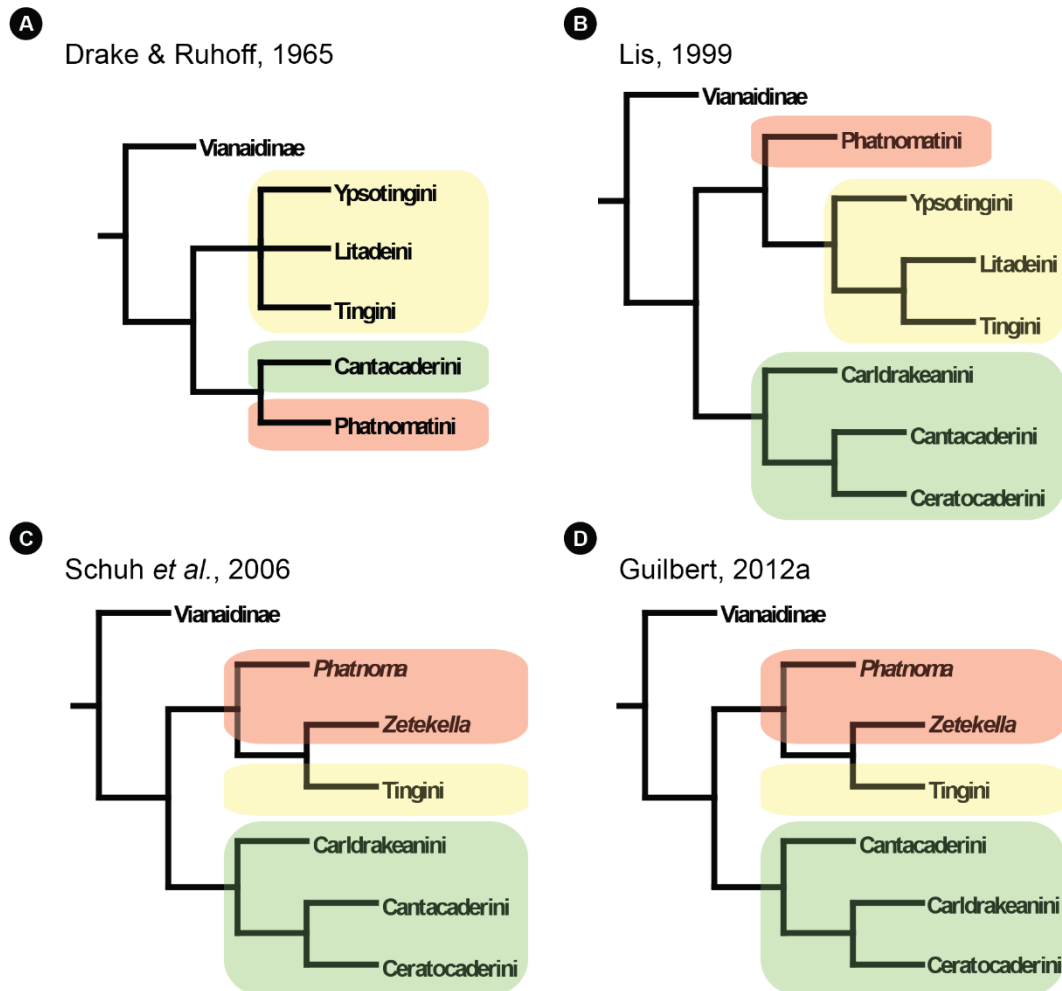 A
Drake & Ruhoff, 1965
Vianaidinae
Ypsotingini
Litadeini
Tingini
Cantacaderini
Phatnomatini
B
Lis, 1999
Vianaidinae
Phatnomatini
Ypsotingini
Litadeini
Tingini
Carldrakeanini
Cantacaderini
Ceratocaderini
C
Schuh et al., 2006
Vianaidinae
Phatnoma
Zetekella
Tingini
Carldrakeanini
Cantacaderini
Ceratocaderini
D
Guilbert, 2012a
Vianaidinae
Phatnoma
Zetekella
Tingini
Cantacaderini
Carldrakeanini
Ceratocaderini